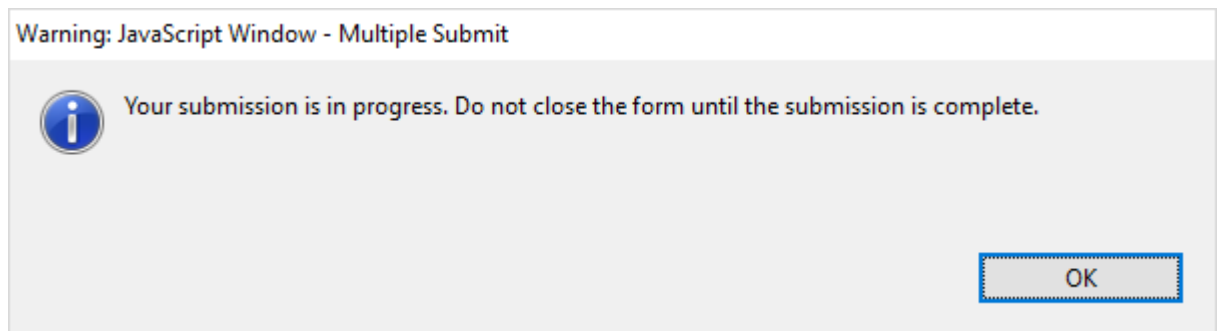 Warning: JavaScript Window - Multiple Submit
Your submission is in progress. Do not close the form until the submission is complete.
OK